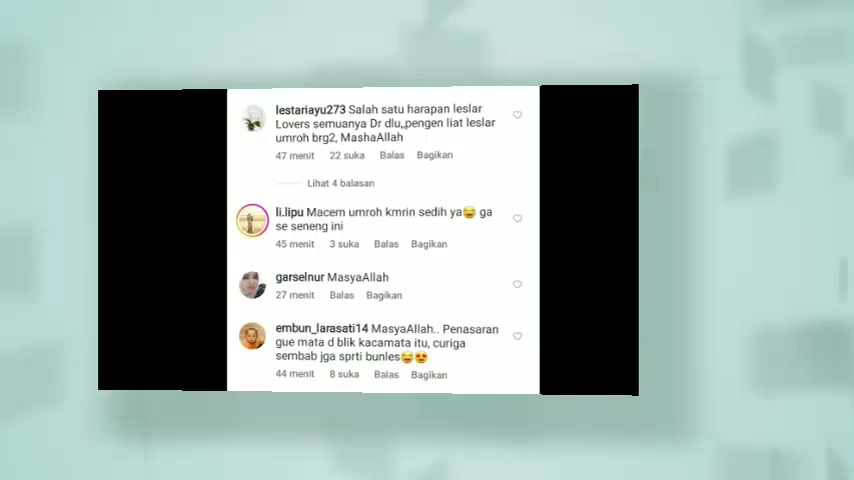 lestariayu273 Salah satu harapan leslar
Lovers semuanya Dr dlu,,pengen liat leslar
umroh brg2, MashaAllah
47 menit 22 suka Balas Bagikan
Lihat 4 balasan
li.lipu Macem umroh kmrin sedih ya😂 ga
se seneng ini
45 menit 3 suka Balas Bagikan
garselnur MasyaAllah
27 menit Balas Bagikan
embun_larasati14 MasyaAllah.. Penasaran
gue mata d blik kacamata itu, curiga
sembab jga sprti bunles😂😍
44 menit 8 suka Balas Bagikan